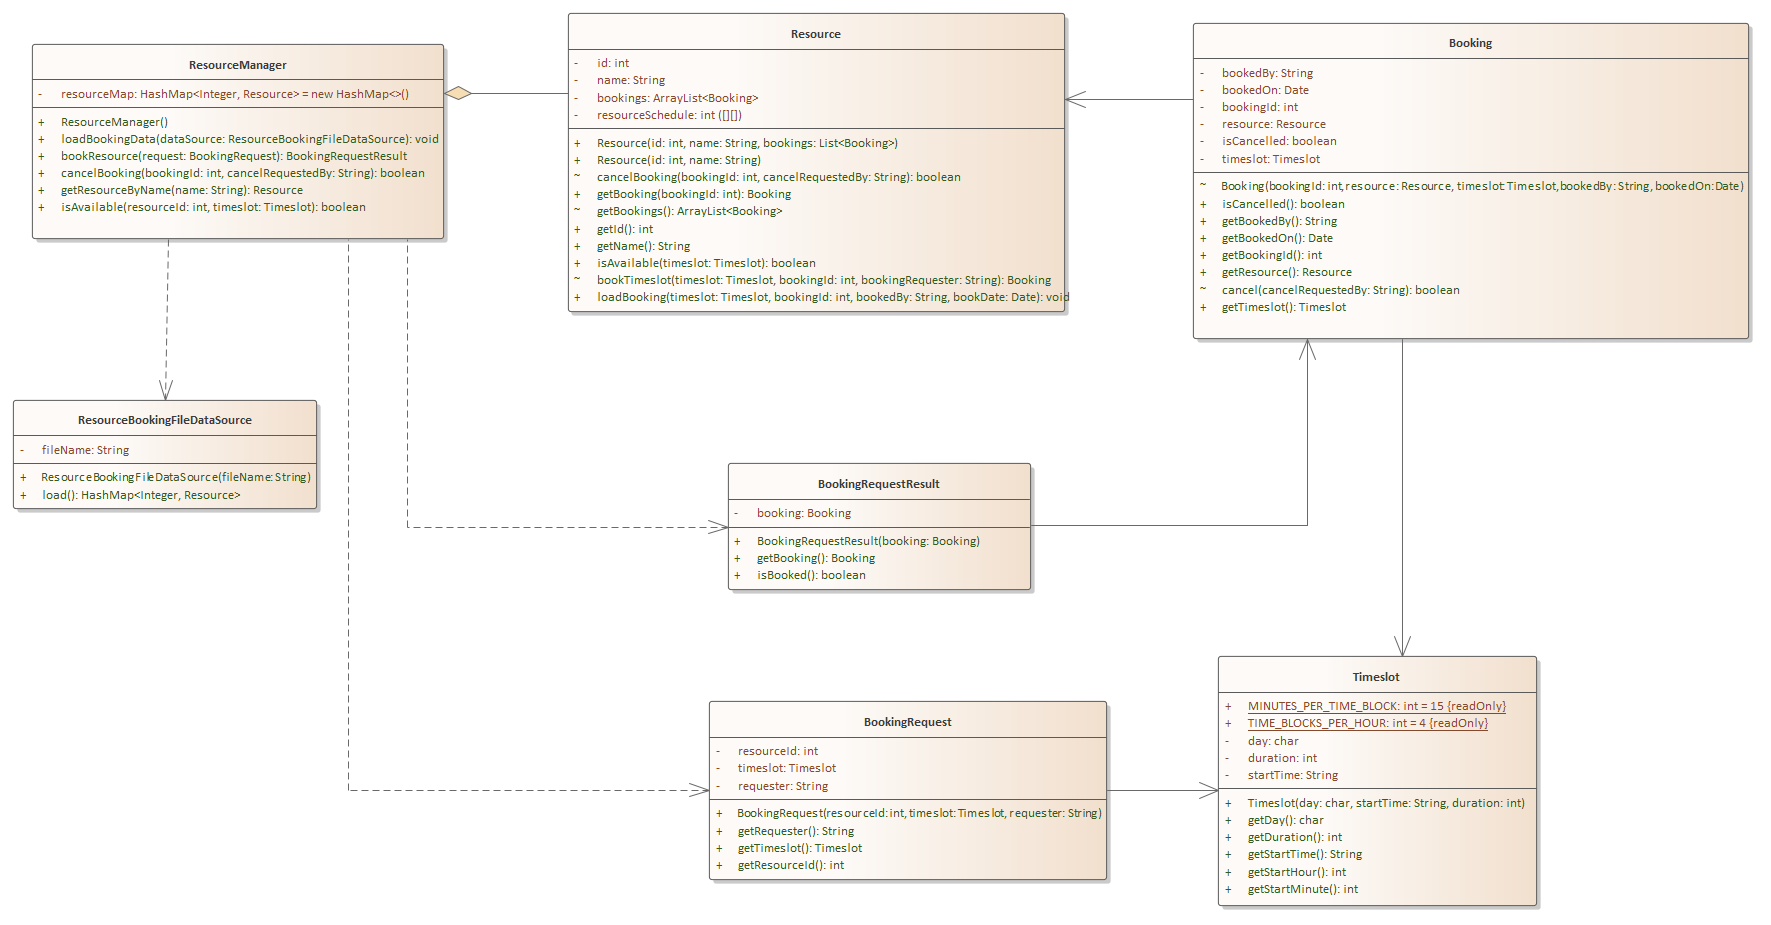 ResourceManager
- resourceMap: HashMap<Integer, Resource> = new HashMap<>()
+ ResourceManager()
+ loadBookingData(dataSource: ResourceBookingFileDataSource): void
+ bookResource(request: BookingRequest): BookingRequestResult
+ cancelBooking(bookingId: int, cancelRequestedBy: String): boolean
+ getResourceByName(name: String): Resource
+ isAvailable(resourceId: int, timeslot: Timeslot): boolean
Resource
- id: int
- name: String
- bookings: ArrayList<Booking>
- resourceSchedule: int ([][])
+ Resource(id: int, name: String, bookings: List<Booking>)
+ Resource(id: int, name: String)
~ cancelBooking(bookingId: int, cancelRequestedBy: String): boolean
+ getBooking(bookingId: int): Booking
~ getBookings(): ArrayList<Booking>
+ getId(): int
+ getName(): String
+ isAvailable(timeslot: Timeslot): boolean
~ bookTimeslot(timeslot: Timeslot, bookingId: int, bookingRequester: String): Booking
+ loadBooking(timeslot: Timeslot, bookingId: int, bookedBy: String, bookDate: Date): void
Booking
- bookedBy: String
- bookedOn: Date
- bookingId: int
- resource: Resource
- isCancelled: boolean
- timeslot: Timeslot
~ Booking(bookingId: int, resource: Resource, timeslot: Timeslot, bookedBy: String, bookedOn: Date)
+ isCancelled(): boolean
+ getBookedBy(): String
+ getBookedOn(): Date
+ getBookingId(): int
+ getResource(): Resource
~ cancel(cancelRequestedBy: String): boolean
+ getTimeslot(): Timeslot
ResourceBookingFileDataSource
- fileName: String
+ ResourceBookingFileDataSource(fileName: String)
+ load(): HashMap<Integer, Resource>
BookingRequestResult
- booking: Booking
+ BookingRequestResult(booking: Booking)
+ getBooking(): Booking
+ isBooked(): boolean
BookingRequest
- resourceId: int
- timeslot: Timeslot
- requester: String
+ BookingRequest(resourceId: int, timeslot: Timeslot, requester: String)
+ getRequester(): String
+ getTimeslot(): Timeslot
+ getResourceId(): int
Timeslot
+ MINUTES_PER_TIME_BLOCK: int = 15 {readOnly}
+ TIME_BLOCKS_PER_HOUR: int = 4 {readOnly}
- day: char
- duration: int
- startTime: String
+ Timeslot(day: char, startTime: String, duration: int)
+ getDay(): char
+ getDuration(): int
+ getStartTime(): String
+ getStartHour(): int
+ getStartMinute(): int